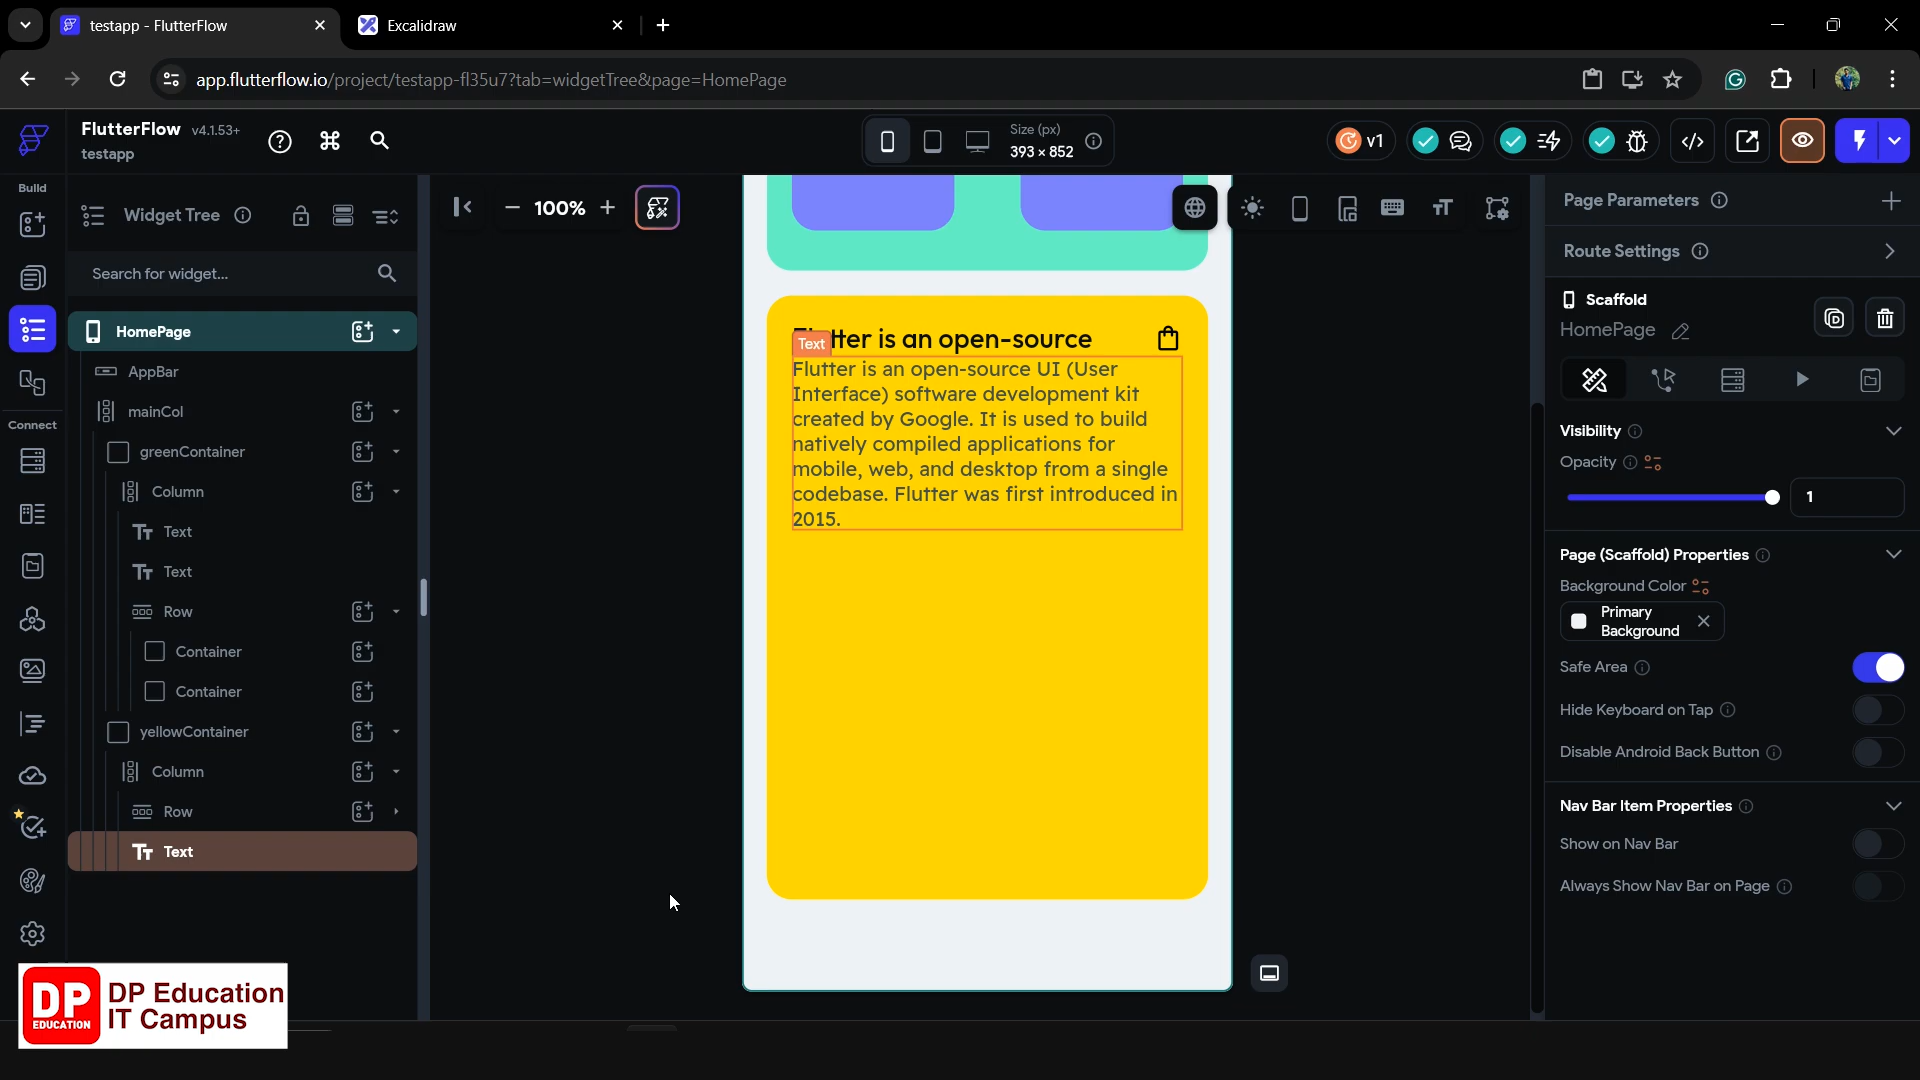 testapp - FlutterFlow
Excalidraw
app.flutterflow.io/project/testapp-fl35u7?tab=widgetTree&page=HomePage
FlutterFlow v4.1.53+
testapp
Size (px)
393 × 852
v1
Build
Widget Tree
100%
Page Parameters
Search for widget...
Route Settings
HomePage
Scaffold
HomePage
AppBar
mainCol
Connect
greenContainer
Column
Text
Text
Row
Container
Container
yellowContainer
Column
Row
Text
Text
tter is an open-source
Flutter is an open-source UI (User
Interface) software development kit
created by Google. It is used to build
natively compiled applications for
mobile, web, and desktop from a single
codebase. Flutter was first introduced in
2015.
Visibility
Opacity
1
Page (Scaffold) Properties
Background Color
Primary
Background
Safe Area
Hide Keyboard on Tap
Disable Android Back Button
Nav Bar Item Properties
Show on Nav Bar
Always Show Nav Bar on Page
DP
EDUCATION
DP Education
IT Campus